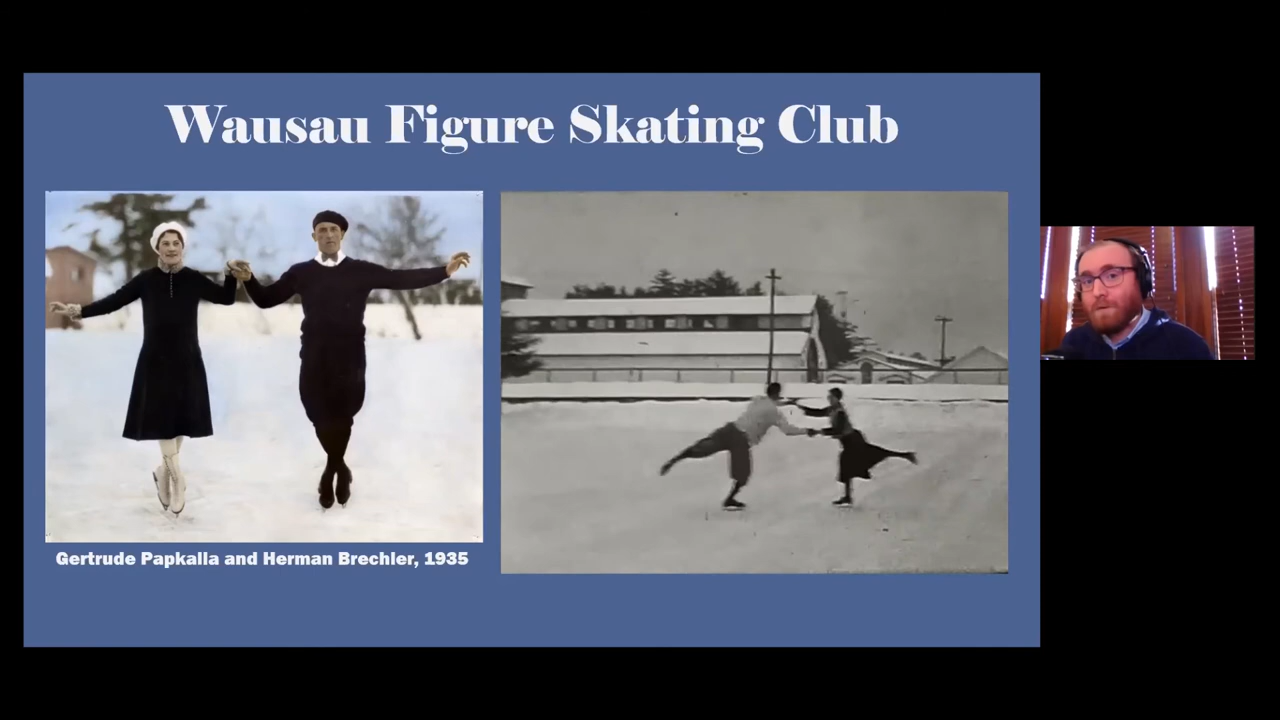 Wausau Figure Skating Club
Gertrude Papkalla and Herman Brechler, 1935